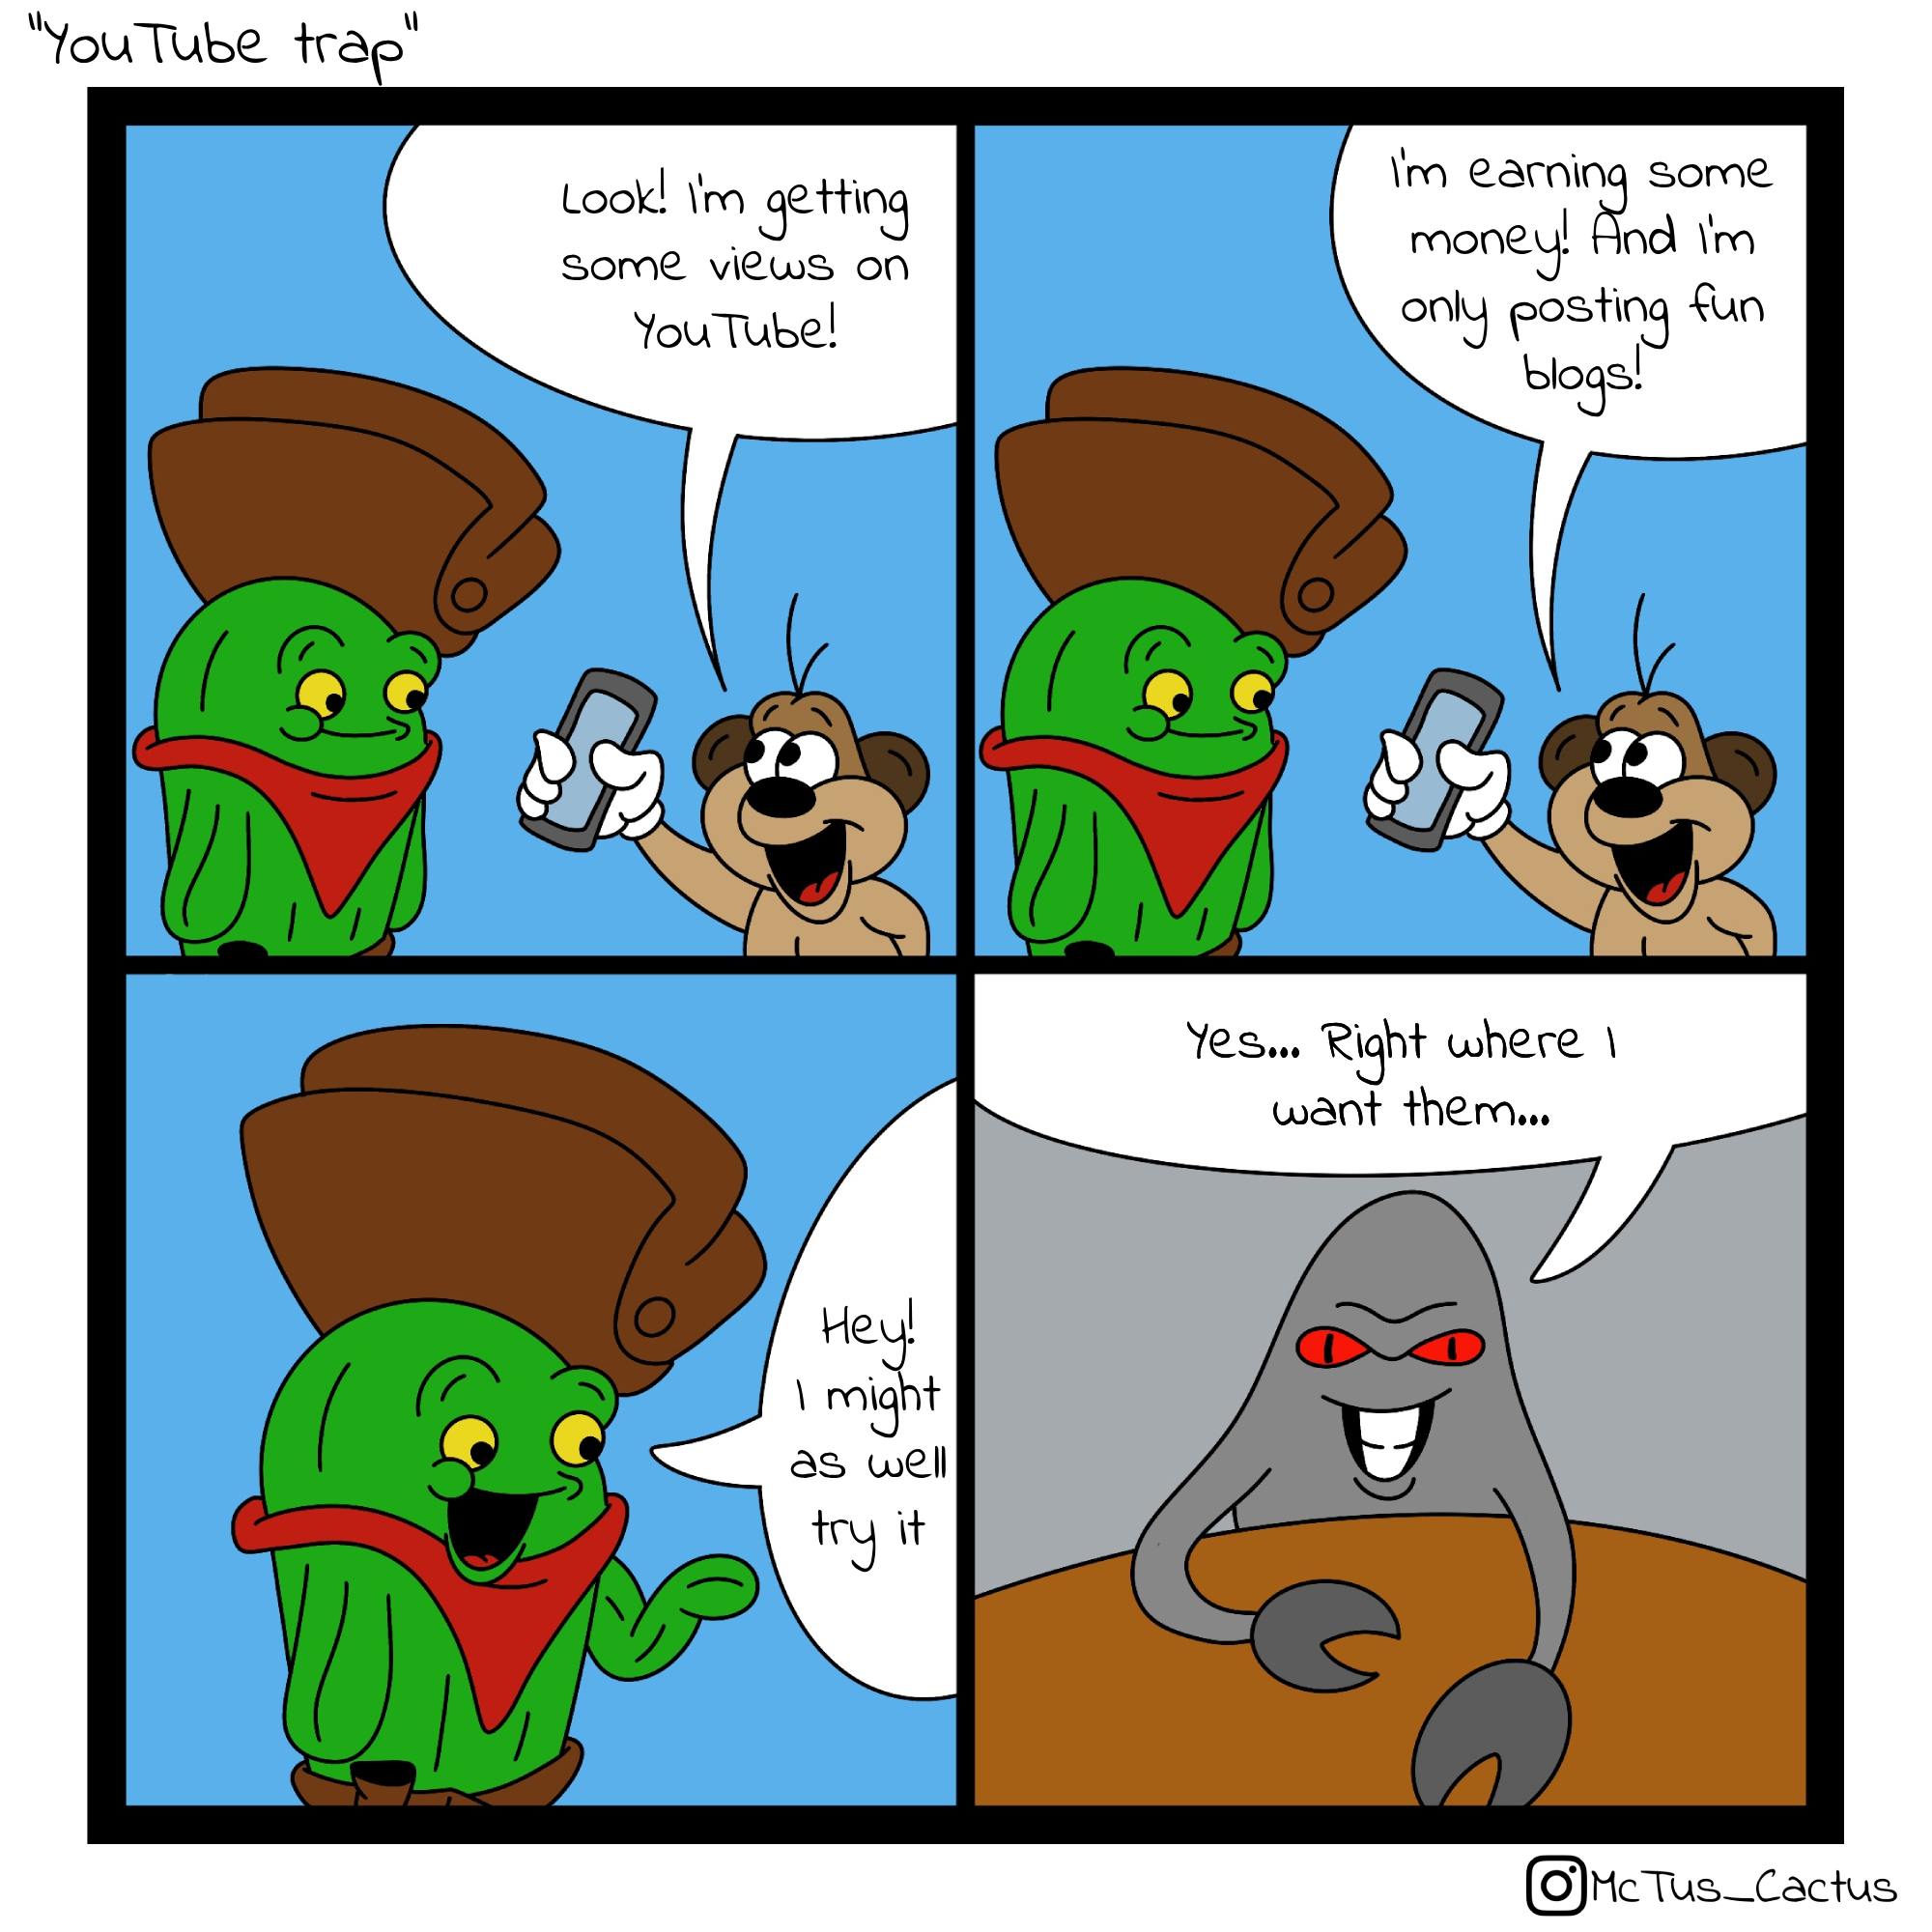 "YouTube trap"
Look! I'm getting
some views on
YouTube!
I'm earning some
money! And I'm
only posting fun
blogs!
Hey!
I might
as well
try it
Yes.... Right where I
want them...
McTus_Cactus